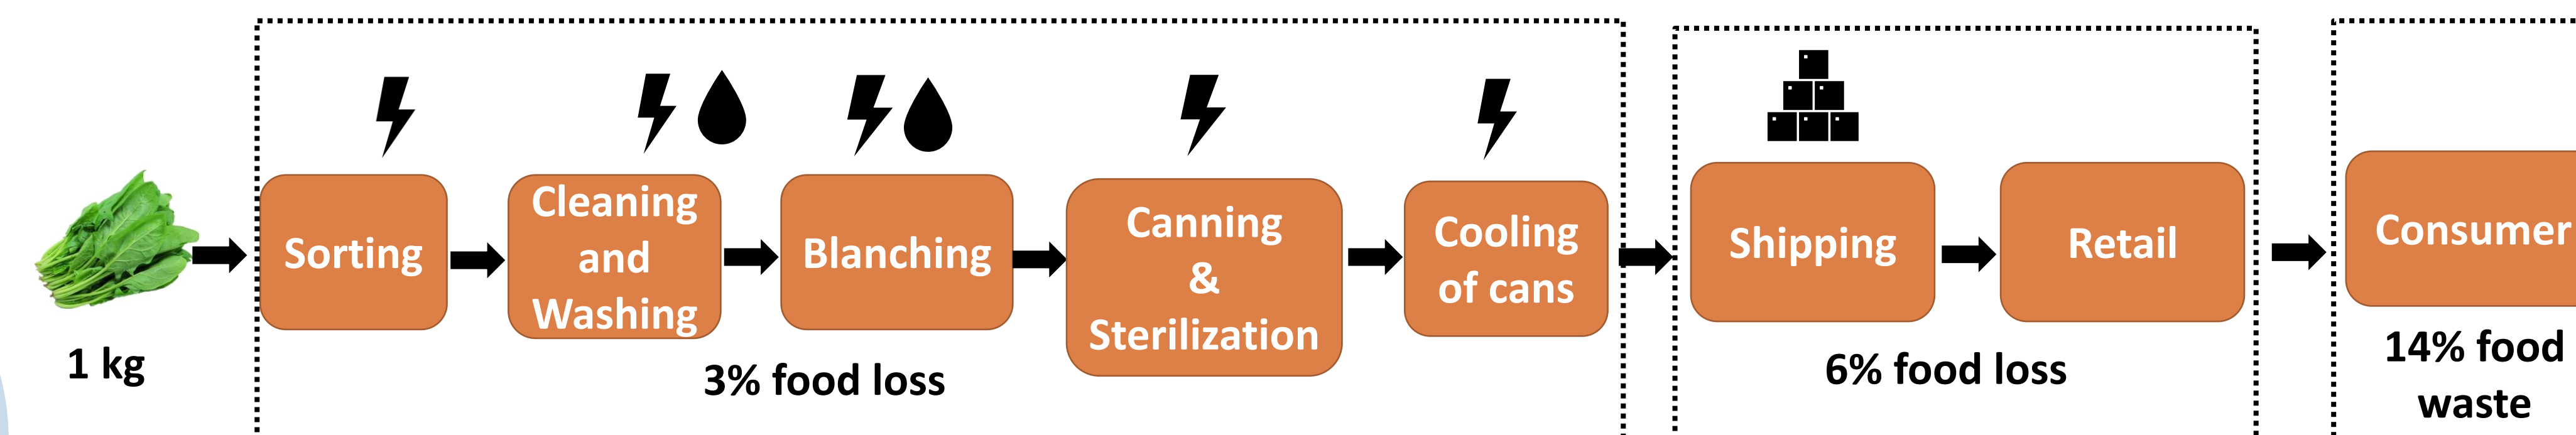 1 kg
Sorting
Cleaning
and
Washing
Blanching
Canning
&
Sterilization
Cooling
of cans
3% food loss
Shipping
Retail
6% food loss
Consumer
14% food
waste